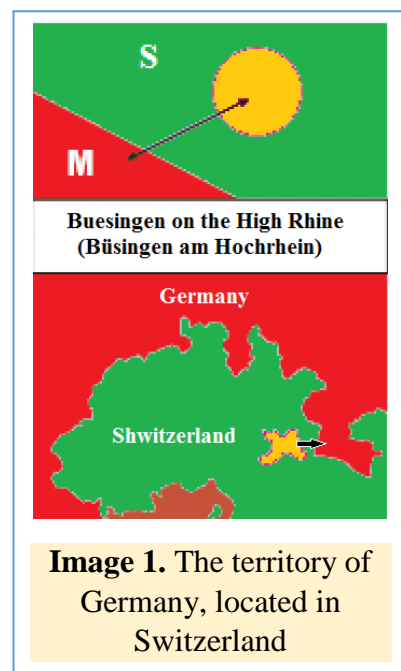 S
M
Buesingen on the High Rhine
(Büsingen am Hochrhein)
Germany
Shwitzerland
Image 1. The territory of
Germany, located in
Switzerland